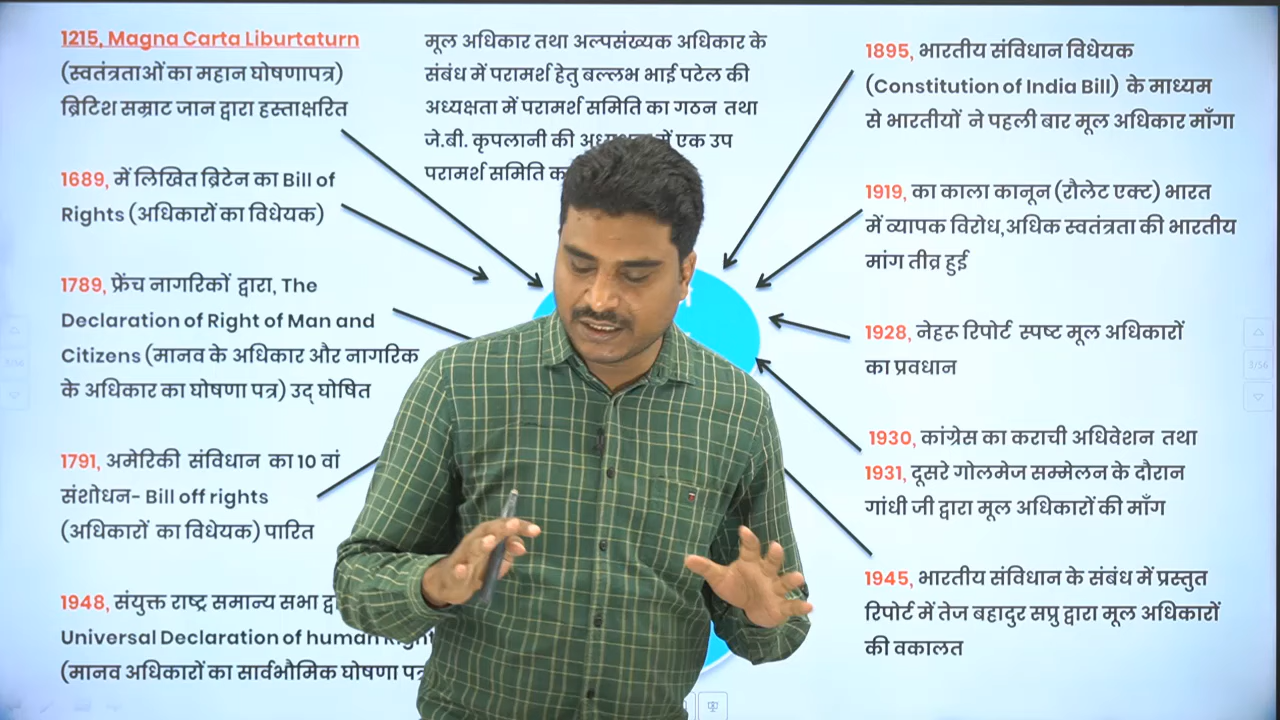 1215, Magna Carta Liburtaturn
(स्वतंत्रताओं का महान घोषणापत्र)
ब्रिटिश सम्राट जान द्वारा हस्ताक्षरित
1689, में लिखित ब्रिटेन का Bill of
Rights (अधिकारों का विधेयक)
1789, फ्रेंच नागरिकों द्वारा, The
Declaration of Right of Man and
Citizens (मानव के अधिकार और नागरिक
के अधिकार का घोषणा पत्र) उद् घोषित
1791, अमेरिकी संविधान का 10 वां
संशोधन- Bill off rights
(अधिकारों का विधेयक) पारित
1948, संयुक्त राष्ट्र समान्य सभा
Universal Declaration of human
(मानव अधिकारों का सार्वभौमिक घोषणा
मूल अधिकार तथा अल्पसंख्यक अधिकार के
संबंध में परामर्श हेतु बल्लभ भाई पटेल की
अध्यक्षता में परामर्श समिति का गठन तथा
जे.बी. कृपलानी की में एक उप
परामर्श समिति
1895, भारतीय संविधान विधेयक
(Constitution of India Bill) के माध्यम
से भारतीयों ने पहली बार मूल अधिकार माँगा
1919, का काला कानून (रौलेट एक्ट) भारत
में व्यापक विरोध,अधिक स्वतंत्रता की भारतीय
मांग तीव्र हुई
1928, नेहरू रिपोर्ट स्पष्ट मूल अधिकारों
का प्रवधान
1930, कांग्रेस का कराची अधिवेशन तथा
1931, दूसरे गोलमेज सम्मेलन के दौरान
गांधी जी द्वारा मूल अधिकारों की माँग
1945, भारतीय संविधान के संबंध में प्रस्तुत
रिपोर्ट में तेज बहादुर सप्रु द्वारा मूल अधिकारों
की वकालत